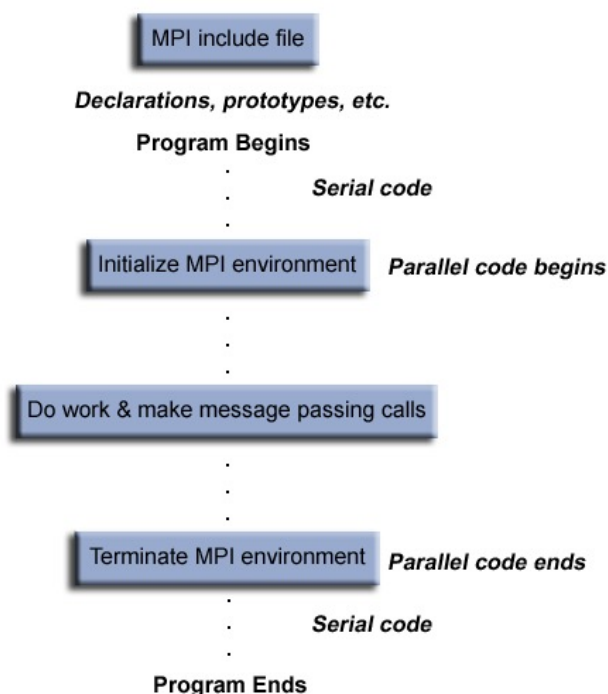 MPI include file
Declarations, prototypes, etc.
Program Begins
Serial code
Initialize MPI environment
Parallel code begins
Do work & make message passing calls
Terminate MPI environment
Parallel code ends
Serial code
Program Ends